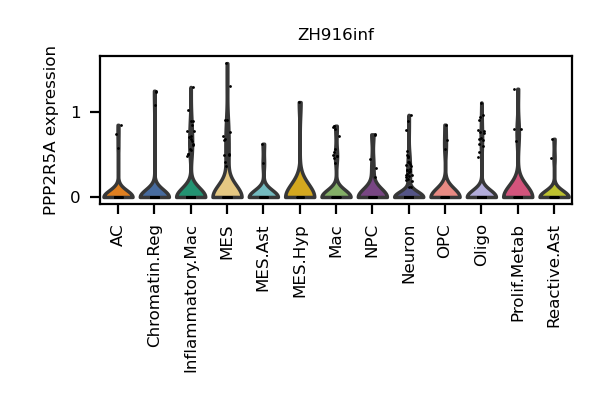 ZH916inf
PPP2R5A expression
1
0
AC
Chromatin.Reg
Inflammatory.Mac
MES
MES.Ast
MES.Hyp
Mac
NPC
Neuron
OPC
Oligo
Prolif.Metab
Reactive.Ast